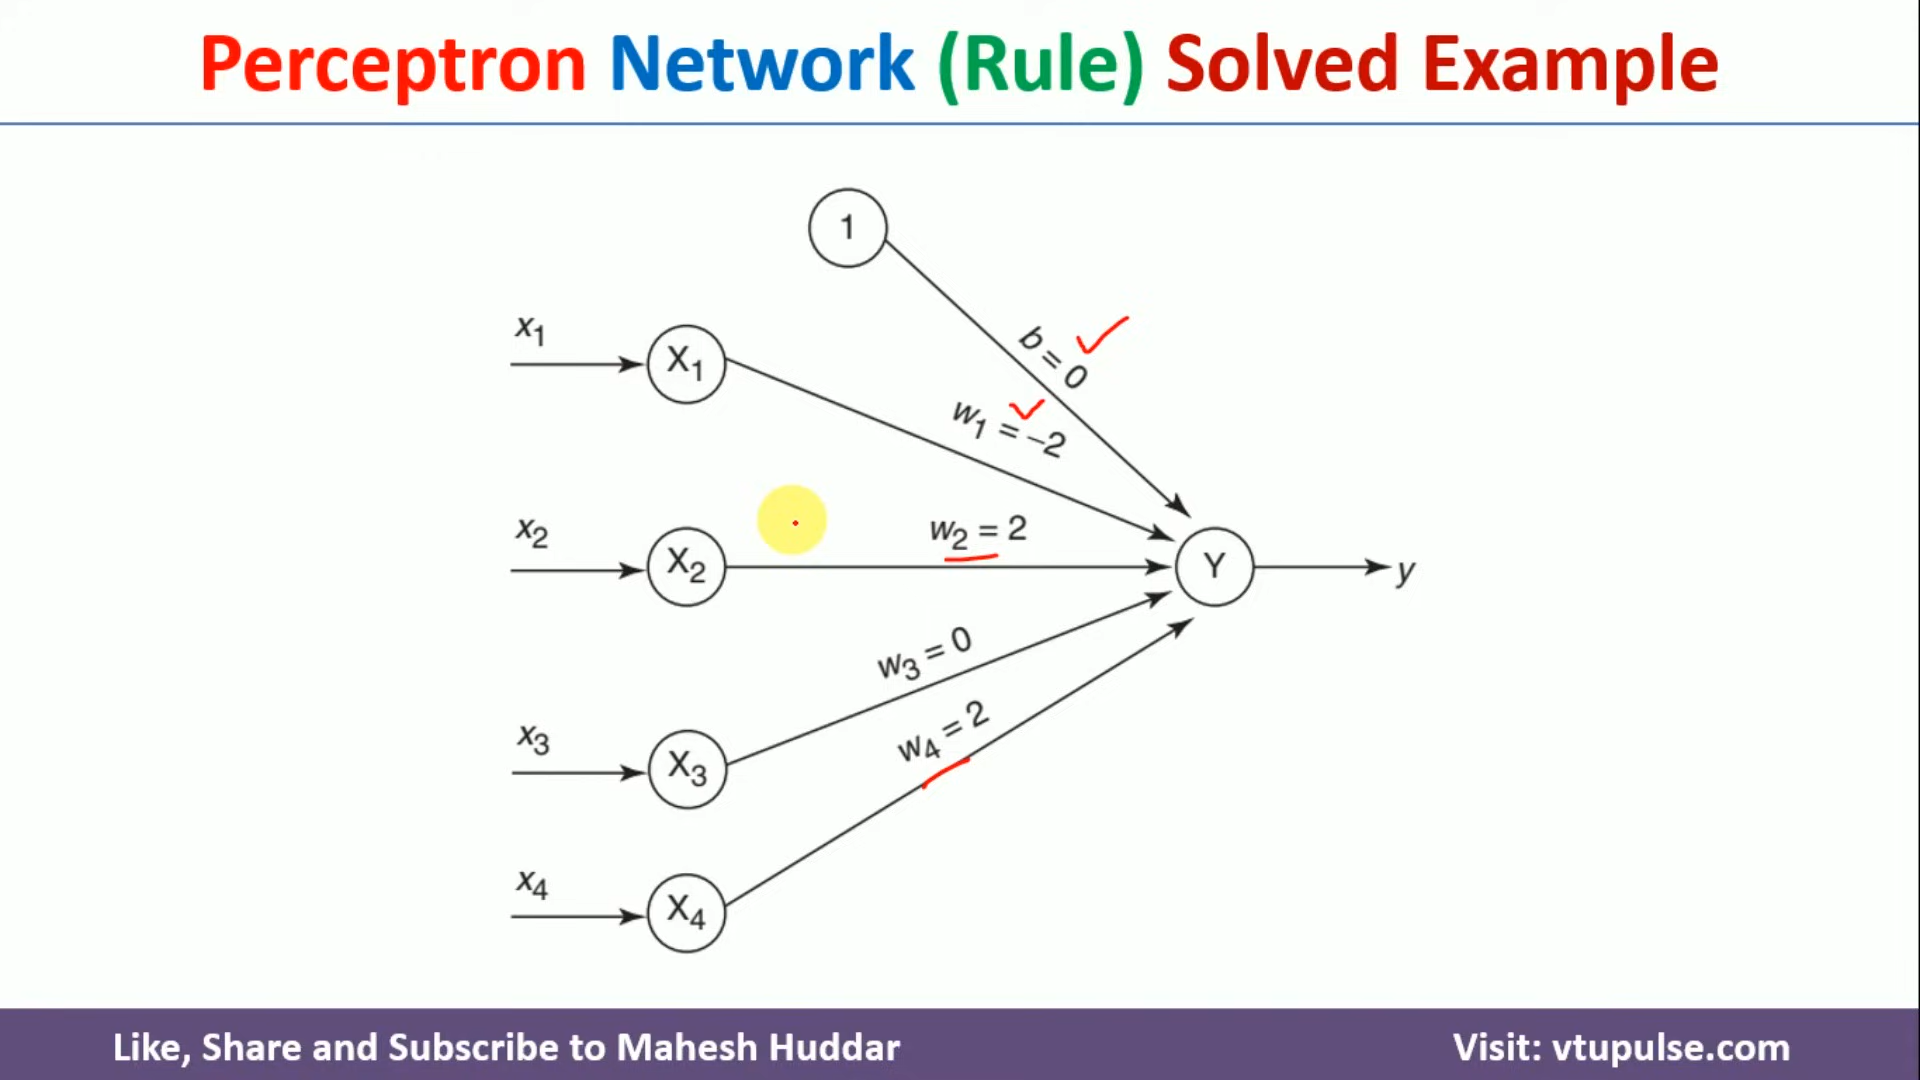 Perceptron Network (Rule) Solved Example
1
x1
X1
b = 0
w1 = –2
x2
X2
w2 = 2
Y
y
w3 = 0
x3
X3
w4 = 2
x4
X4
Like, Share and Subscribe to Mahesh Huddar
Visit: vtupulse.com